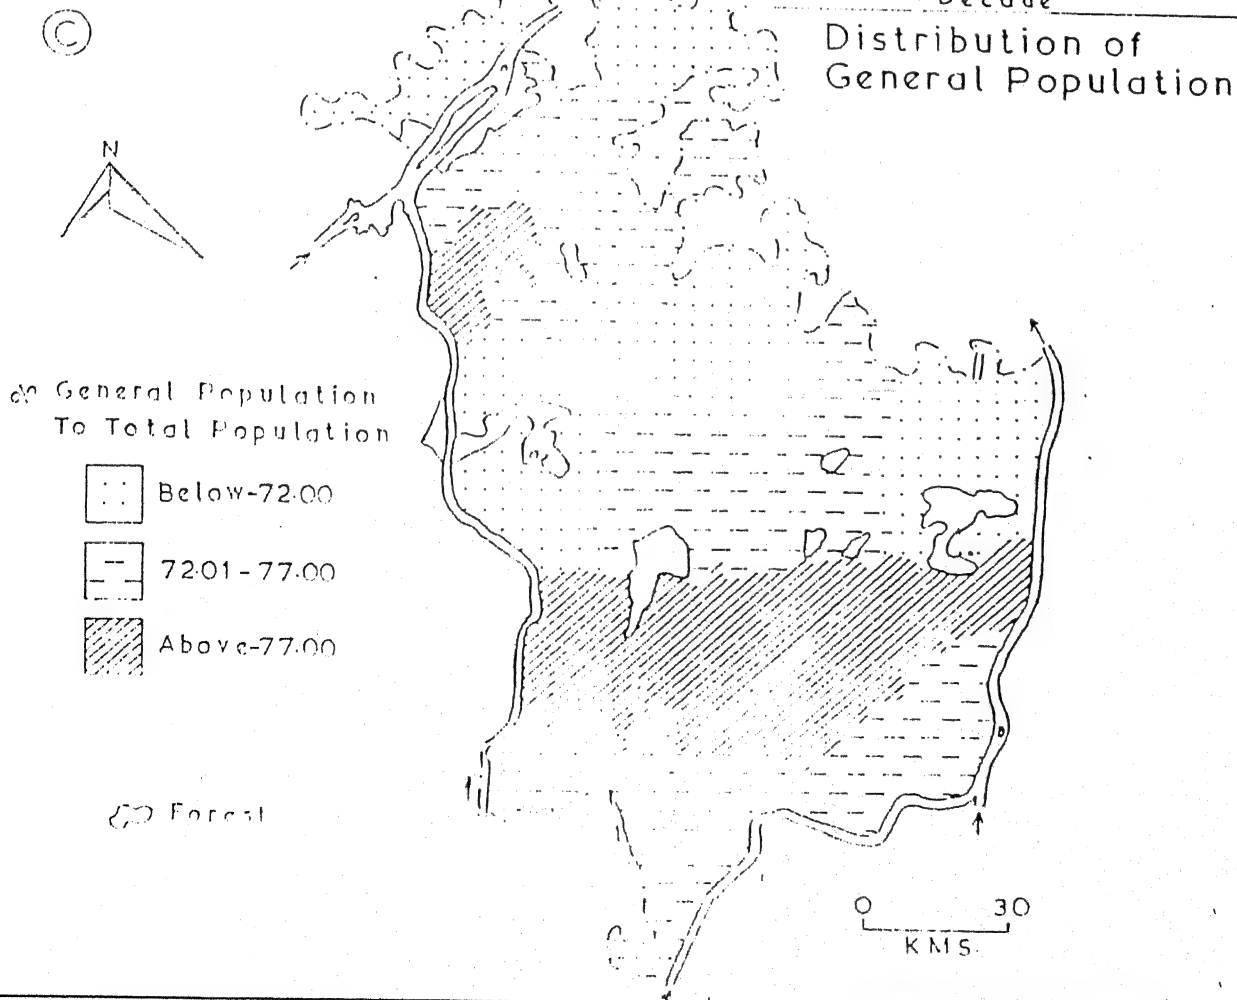 ©
Distribution of
General Population
N
% General Population
To Total Population
Below-72.00
72.01-77.00
Above-77.00
Forest
0 30
KMS.